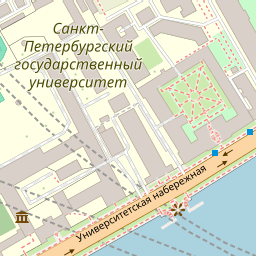 Санкт-
Петербургский
государственный
университет
Университетская набережная